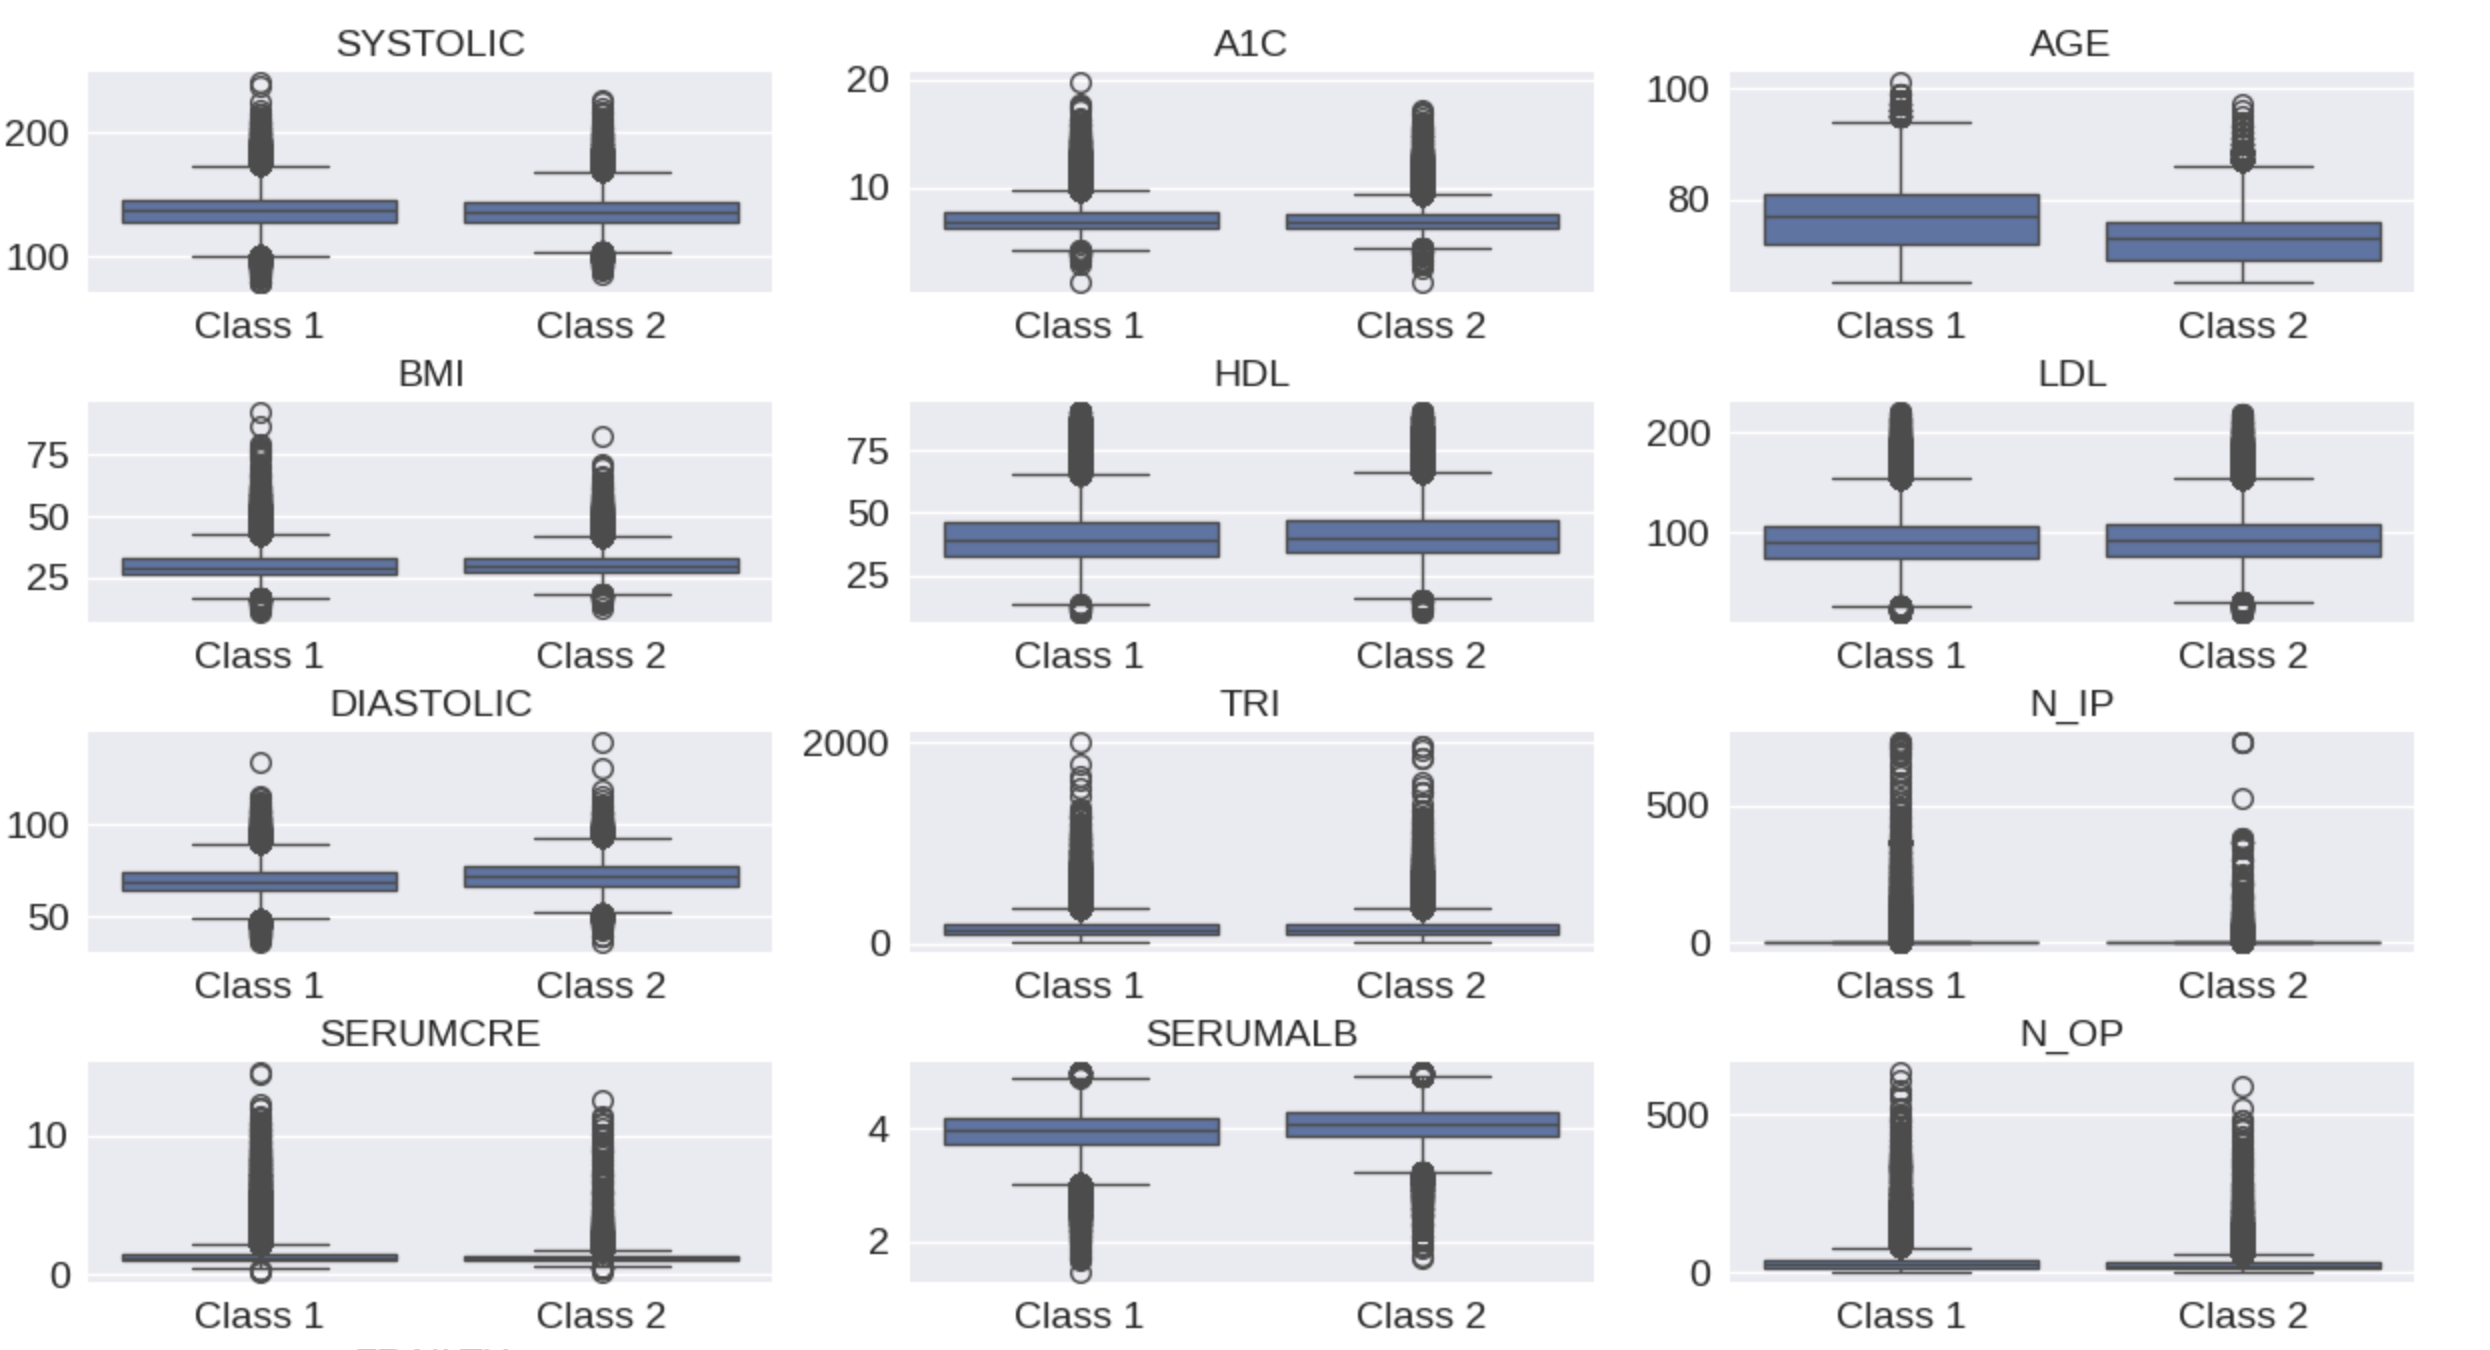 SYSTOLIC A1C AGE
200 100 20 10 100 80
Class 1 Class 2 Class 1 Class 2 Class 1 Class 2
BMI HDL LDL
75 50 25 75 50 25 200 100
Class 1 Class 2 Class 1 Class 2 Class 1 Class 2
DIASTOLIC TRI N_IP
100 50 2000 0 500 0
Class 1 Class 2 Class 1 Class 2 Class 1 Class 2
SERUMCRE SERUMALB N_OP
10 0 4 2 500 0
Class 1 Class 2 Class 1 Class 2 Class 1 Class 2